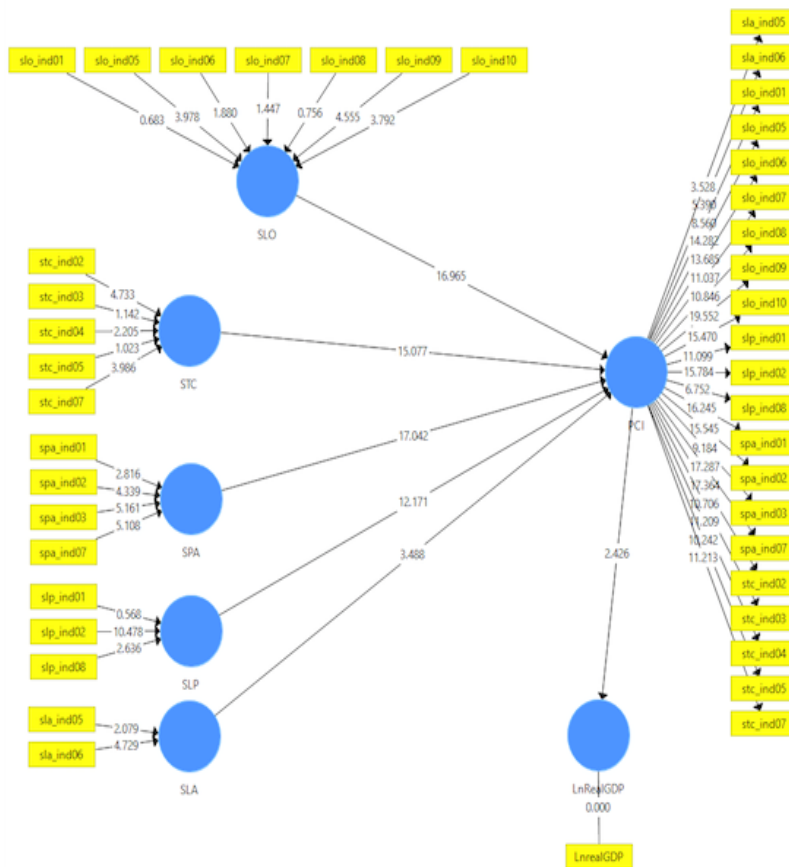 slo_ind01 slo_ind05 slo_ind06 slo_ind07 slo_ind08 slo_ind09 slo_ind10
0.683 3.978 1.880 1.447 0.756 4.555 3.792
SLO
16.965
stc_ind02
stc_ind03
stc_ind04
stc_ind05
stc_ind07
4.733
1.142
2.205
1.023
3.986
STC
15.077
spa_ind01
spa_ind02
spa_ind03
spa_ind07
2.816
4.339
5.161
5.108
SPA
17.042
slp_ind01
slp_ind02
slp_ind08
0.568
10.478
2.636
SLP
12.171
sla_ind05
sla_ind06
2.079
4.729
SLA
3.488
PCI
2.426
LnRealGDP
0.000
LnrealGDP
3.528
5.390
8.560
14.282
13.685
11.037
10.846
19.552
15.470
11.099
15.784
6.752
16.245
15.545
9.184
17.287
17.364
10.706
11.209
10.242
11.213
sla_ind05
sla_ind06
slo_ind01
slo_ind05
slo_ind06
slo_ind07
slo_ind08
slo_ind09
slo_ind10
slp_ind01
slp_ind02
slp_ind08
spa_ind01
spa_ind02
spa_ind03
spa_ind07
stc_ind02
stc_ind03
stc_ind04
stc_ind05
stc_ind07